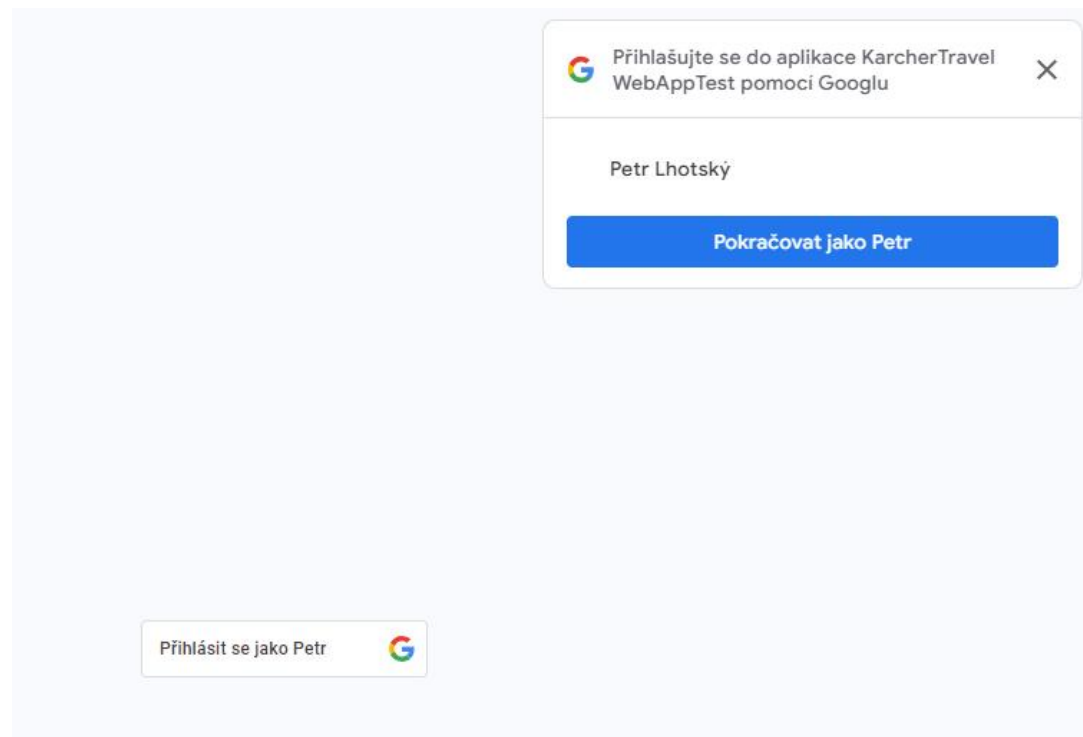 Přihlašujte se do aplikace KarcherTravel
WebAppTest pomocí Googlu
Petr Lhotský
Pokračovat jako Petr
Přihlásit se jako Petr